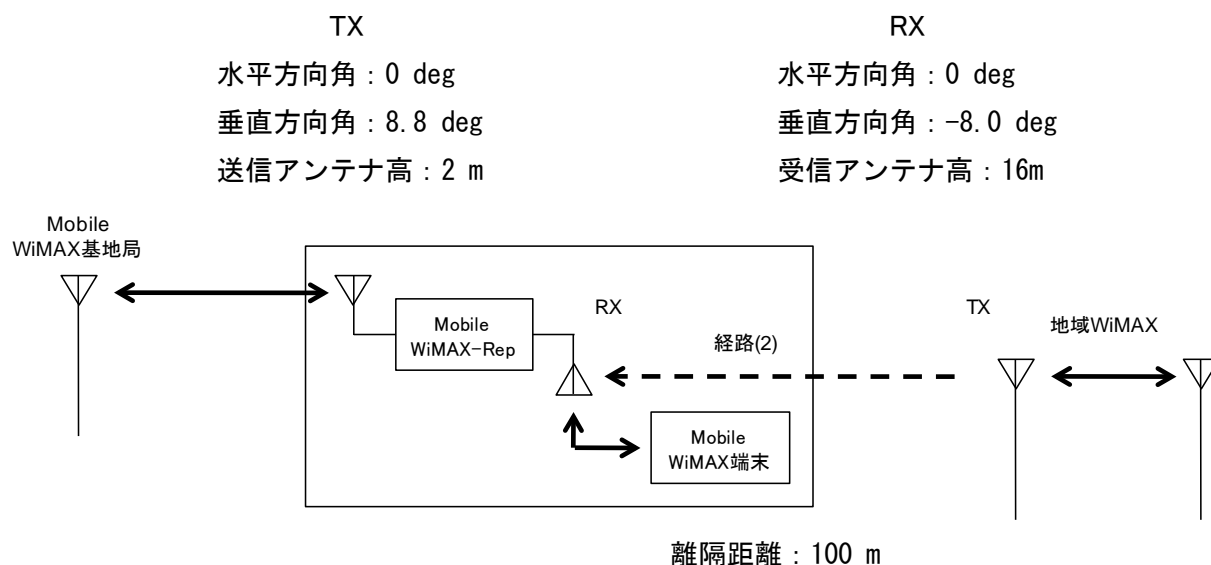 TX
RX
水平方向角：0 deg
水平方向角：0 deg
垂直方向角：8.8 deg
垂直方向角：-8.0 deg
送信アンテナ高：2 m
受信アンテナ高：16m
Mobile
WiMAX基地局
Mobile
WiMAX-Rep
RX
経路(2)
TX
地域WiMAX
Mobile
WiMAX端末
離隔距離：100 m